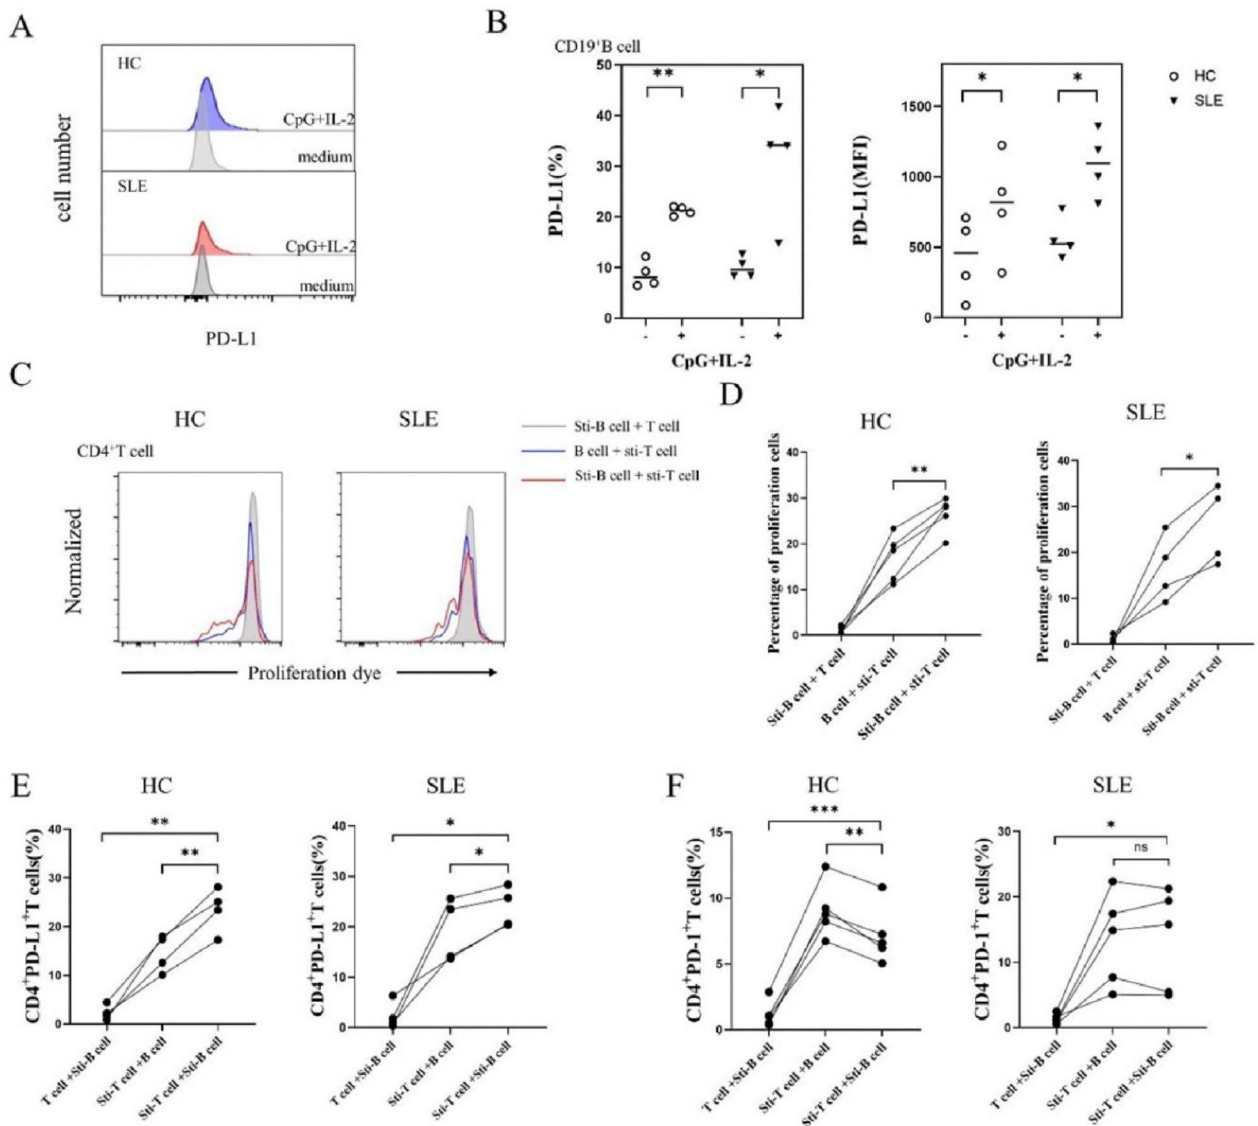 A
HC
CpG+IL-2
medium
SLE
CpG+IL-2
medium
cell number
PD-L1
B
CD19⁺B cell
50
40
30
20
10
0
PD-L1(%)
**
*
- + - +
CpG+IL-2
1500
1000
500
0
PD-L1(MFI)
*
*
- + - +
CpG+IL-2
HC
SLE
C
HC
SLE
CD4⁺T cell
Normalized
Proliferation dye
Sti-B cell + T cell
B cell + sti-T cell
Sti-B cell + sti-T cell
D
HC
Percentage of proliferation cells
40
30
20
10
0
**
Sti-B cell + T cell
B cell + sti-T cell
Sti-B cell + sti-T cell
SLE
Percentage of proliferation cells
40
30
20
10
0
*
Sti-B cell + T cell
B cell + sti-T cell
Sti-B cell + sti-T cell
E
HC
CD4⁺PD-L1⁺T cells(%)
40
30
20
10
0
**
**
T cell +Sti-B cell
Sti-T cell +B cell
Sti-T cell +Sti-B cell
SLE
CD4⁺PD-L1⁺T cells(%)
40
30
20
10
0
*
*
T cell +Sti-B cell
Sti-T cell +B cell
Sti-T cell +Sti-B cell
F
HC
CD4⁺PD-1⁺T cells(%)
15
10
5
0
***
**
T cell +Sti-B cell
Sti-T cell +B cell
Sti-T cell +Sti-B cell
SLE
CD4⁺PD-1⁺T cells(%)
30
20
10
0
*
ns
T cell +Sti-B cell
Sti-T cell +B cell
Sti-T cell +Sti-B cell